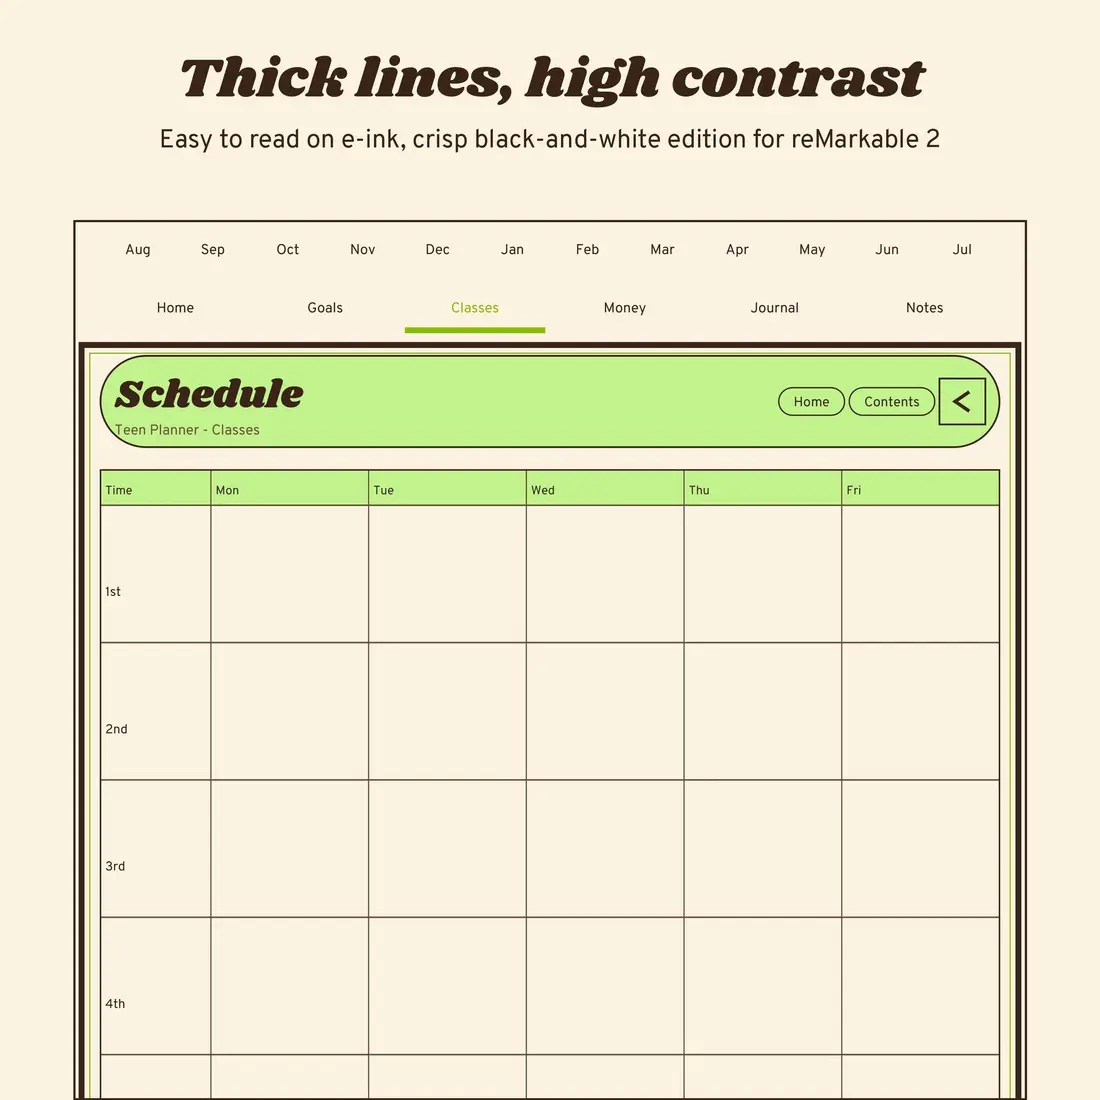 Thick lines, high contrast
Easy to read on e-ink, crisp black-and-white edition for reMarkable 2
Aug Sep Oct Nov Dec Jan Feb Mar Apr May Jun Jul
Home Goals Classes Money Journal Notes
Schedule
Home Contents <
Teen Planner - Classes
Time Mon Tue Wed Thu Fri
1st
2nd
3rd
4th